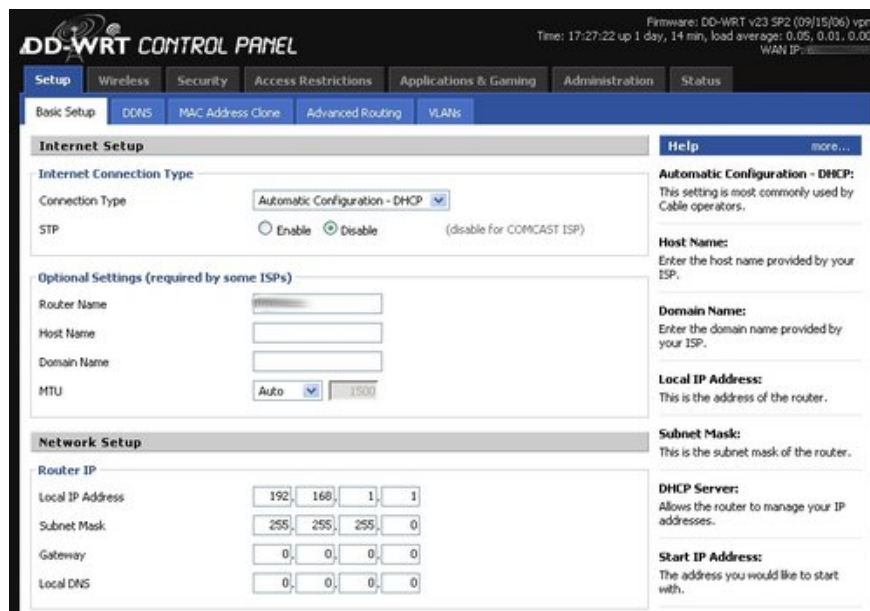 Firmware: DD-WRT v23 SP2 (09/15/06) vpn
DD-WRT CONTROL PANEL
Time: 17:27:22 up 1 day, 14 min, load average: 0.05, 0.01, 0.00
WAN IP:
Setup Wireless Security Access Restrictions Applications & Gaming Administration Status
Basic Setup DDNS MAC Address Clone Advanced Routing VLANs
Internet Setup
Internet Connection Type
Connection Type Automatic Configuration - DHCP
STP Enable Disable (disable for COMCAST ISP)
Optional Settings (required by some ISPs)
Router Name
Host Name
Domain Name
MTU Auto 1500
Network Setup
Router IP
Local IP Address 192. 168. 1. 1
Subnet Mask 255. 255. 255. 0
Gateway 0. 0. 0. 0
Local DNS 0. 0. 0. 0
Help more...
Automatic Configuration - DHCP:
This setting is most commonly used by
Cable operators.
Host Name:
Enter the host name provided by your
ISP.
Domain Name:
Enter the domain name provided by
your ISP.
Local IP Address:
This is the address of the router.
Subnet Mask:
This is the subnet mask of the router.
DHCP Server:
Allows the router to manage your IP
addresses.
Start IP Address:
The address you would like to start
with.